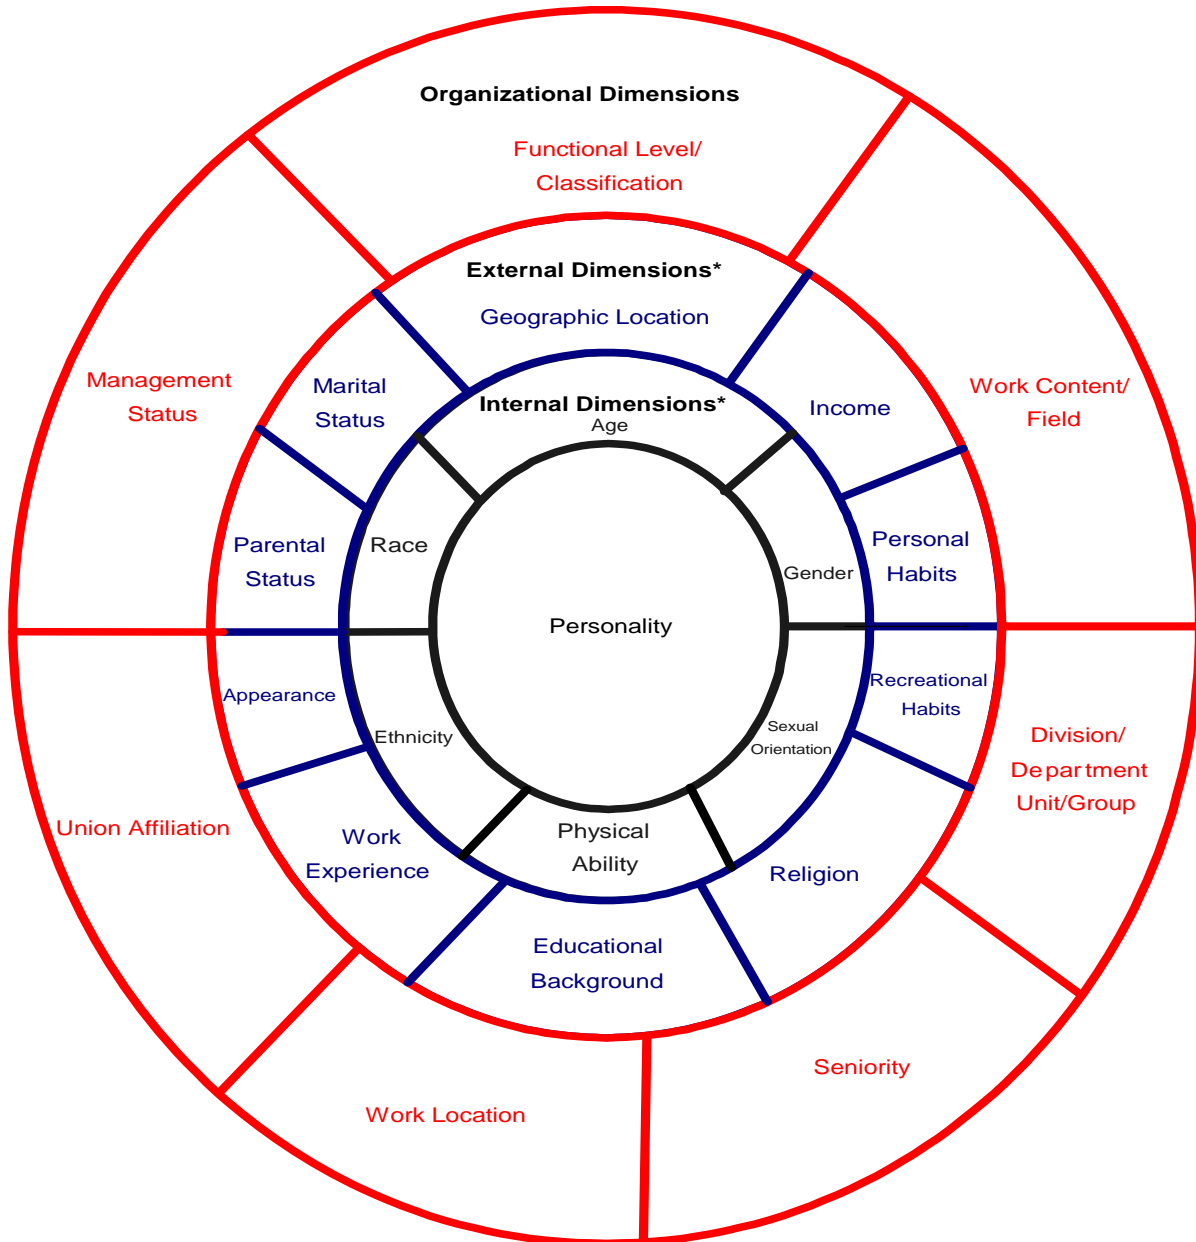 Organizational Dimensions
Functional Level/
Classification
External Dimensions*
Geographic Location
Internal Dimensions*
Age
Management
Status
Marital
Status
Income
Work Content/
Field
Parental
Status
Race
Gender
Personal
Habits
Personality
Appearance
Ethnicity
Sexual
Orientation
Recreational
Habits
Division/
Department
Unit/Group
Union Affiliation
Work
Experience
Physical
Ability
Religion
Educational
Background
Seniority
Work Location